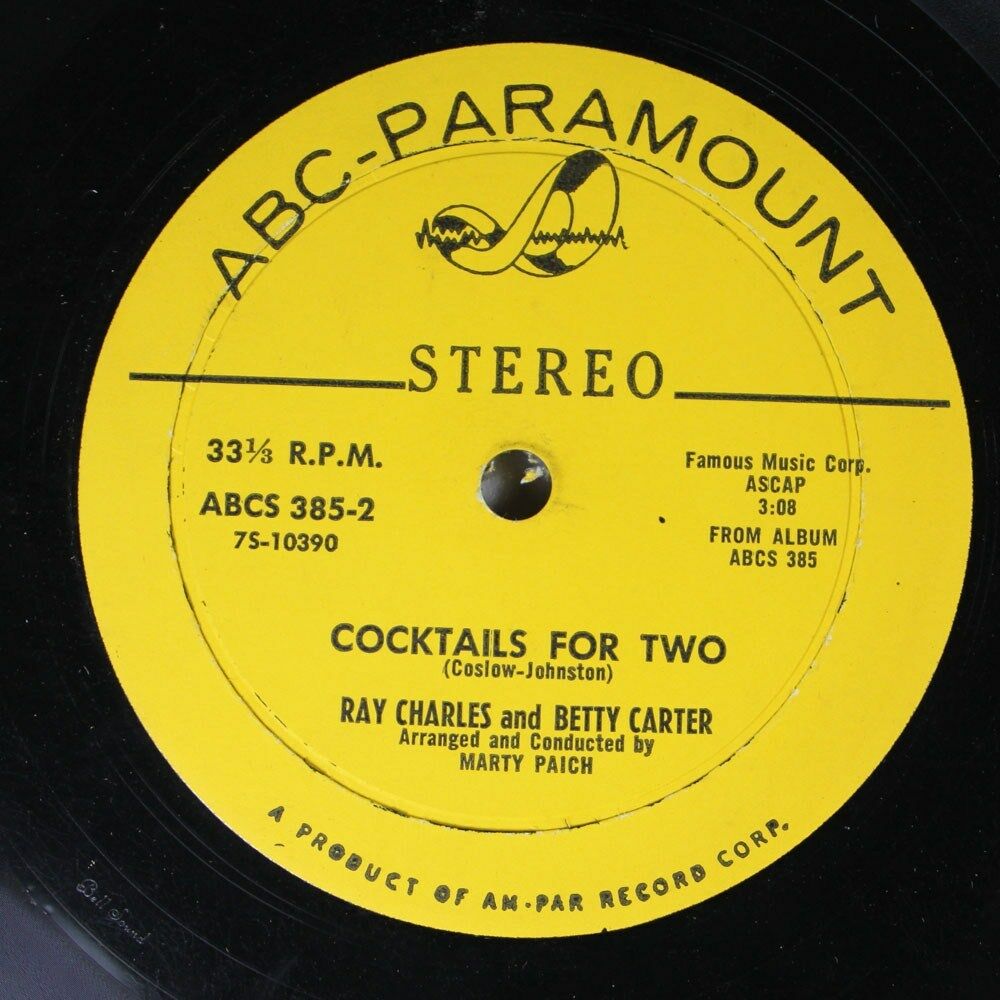 ABC-PARAMOUNT
STEREO
33⅓ R.P.M.
ABCS 385-2
7S-10390
Famous Music Corp.
ASCAP
3:08
FROM ALBUM
ABCS 385
COCKTAILS FOR TWO
(Coslow-Johnston)
RAY CHARLES and BETTY CARTER
Arranged and Conducted by
MARTY PAICH
A PRODUCT OF AM-PAR RECORD CORP.
Bell Sound